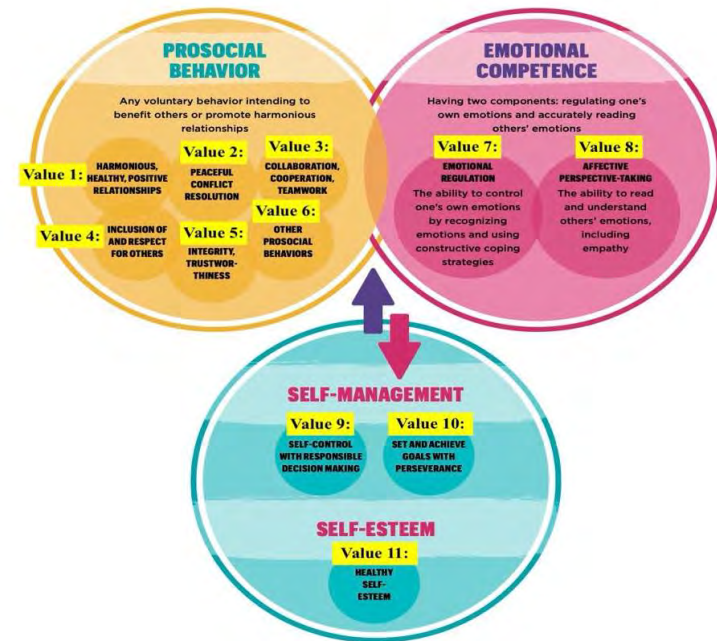 PROSOCIAL
BEHAVIOR
Any voluntary behavior intending to
benefit others or promote harmonious
relationships
Value 1:
HARMONIOUS,
HEALTHY, POSITIVE
RELATIONSHIPS
Value 2:
PEACEFUL
CONFLICT
RESOLUTION
Value 3:
COLLABORATION,
COOPERATION,
TEAMWORK
Value 4:
INCLUSION OF
AND RESPECT
FOR OTHERS
Value 5:
INTEGRITY,
TRUSTWOR-
THINESS
Value 6:
OTHER
PROSOCIAL
BEHAVIORS
EMOTIONAL
COMPETENCE
Having two components: regulating one's
own emotions and accurately reading
others' emotions
Value 7:
EMOTIONAL
REGULATION
The ability to control
one's own emotions
by recognizing
emotions and using
constructive coping
strategies
Value 8:
AFFECTIVE
PERSPECTIVE-TAKING
The ability to read
and understand
others' emotions,
including
empathy
SELF-MANAGEMENT
Value 9:
SELF-CONTROL
WITH RESPONSIBLE
DECISION MAKING
Value 10:
SET AND ACHIEVE
GOALS WITH
PERSEVERANCE
SELF-ESTEEM
Value 11:
HEALTHY
SELF-
ESTEEM